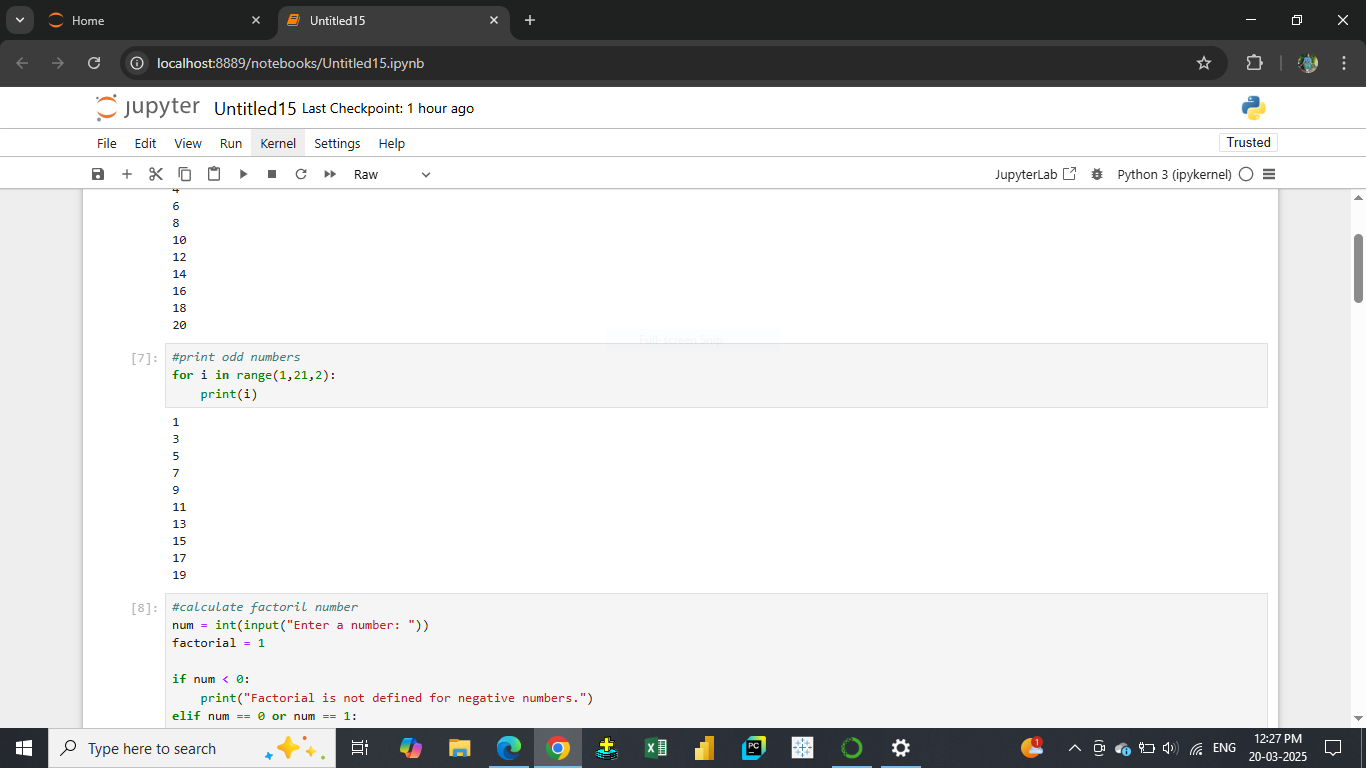 Home
Untitled15
localhost:8889/notebooks/Untitled15.ipynb
jupyter Untitled15 Last Checkpoint: 1 hour ago
File Edit View Run Kernel Settings Help
Trusted
Raw
JupyterLab
Python 3 (ipykernel)
4
6
8
10
12
14
16
18
20
Full-screen Snip
[7]:
#print odd numbers
for i in range(1,21,2):
    print(i)
1
3
5
7
9
11
13
15
17
19
[8]:
#calculate factoril number
num = int(input("Enter a number: "))
factorial = 1
if num < 0:
    print("Factorial is not defined for negative numbers.")
elif num == 0 or num == 1:
Type here to search
PC
1
ENG
12:27 PM
20-03-2025